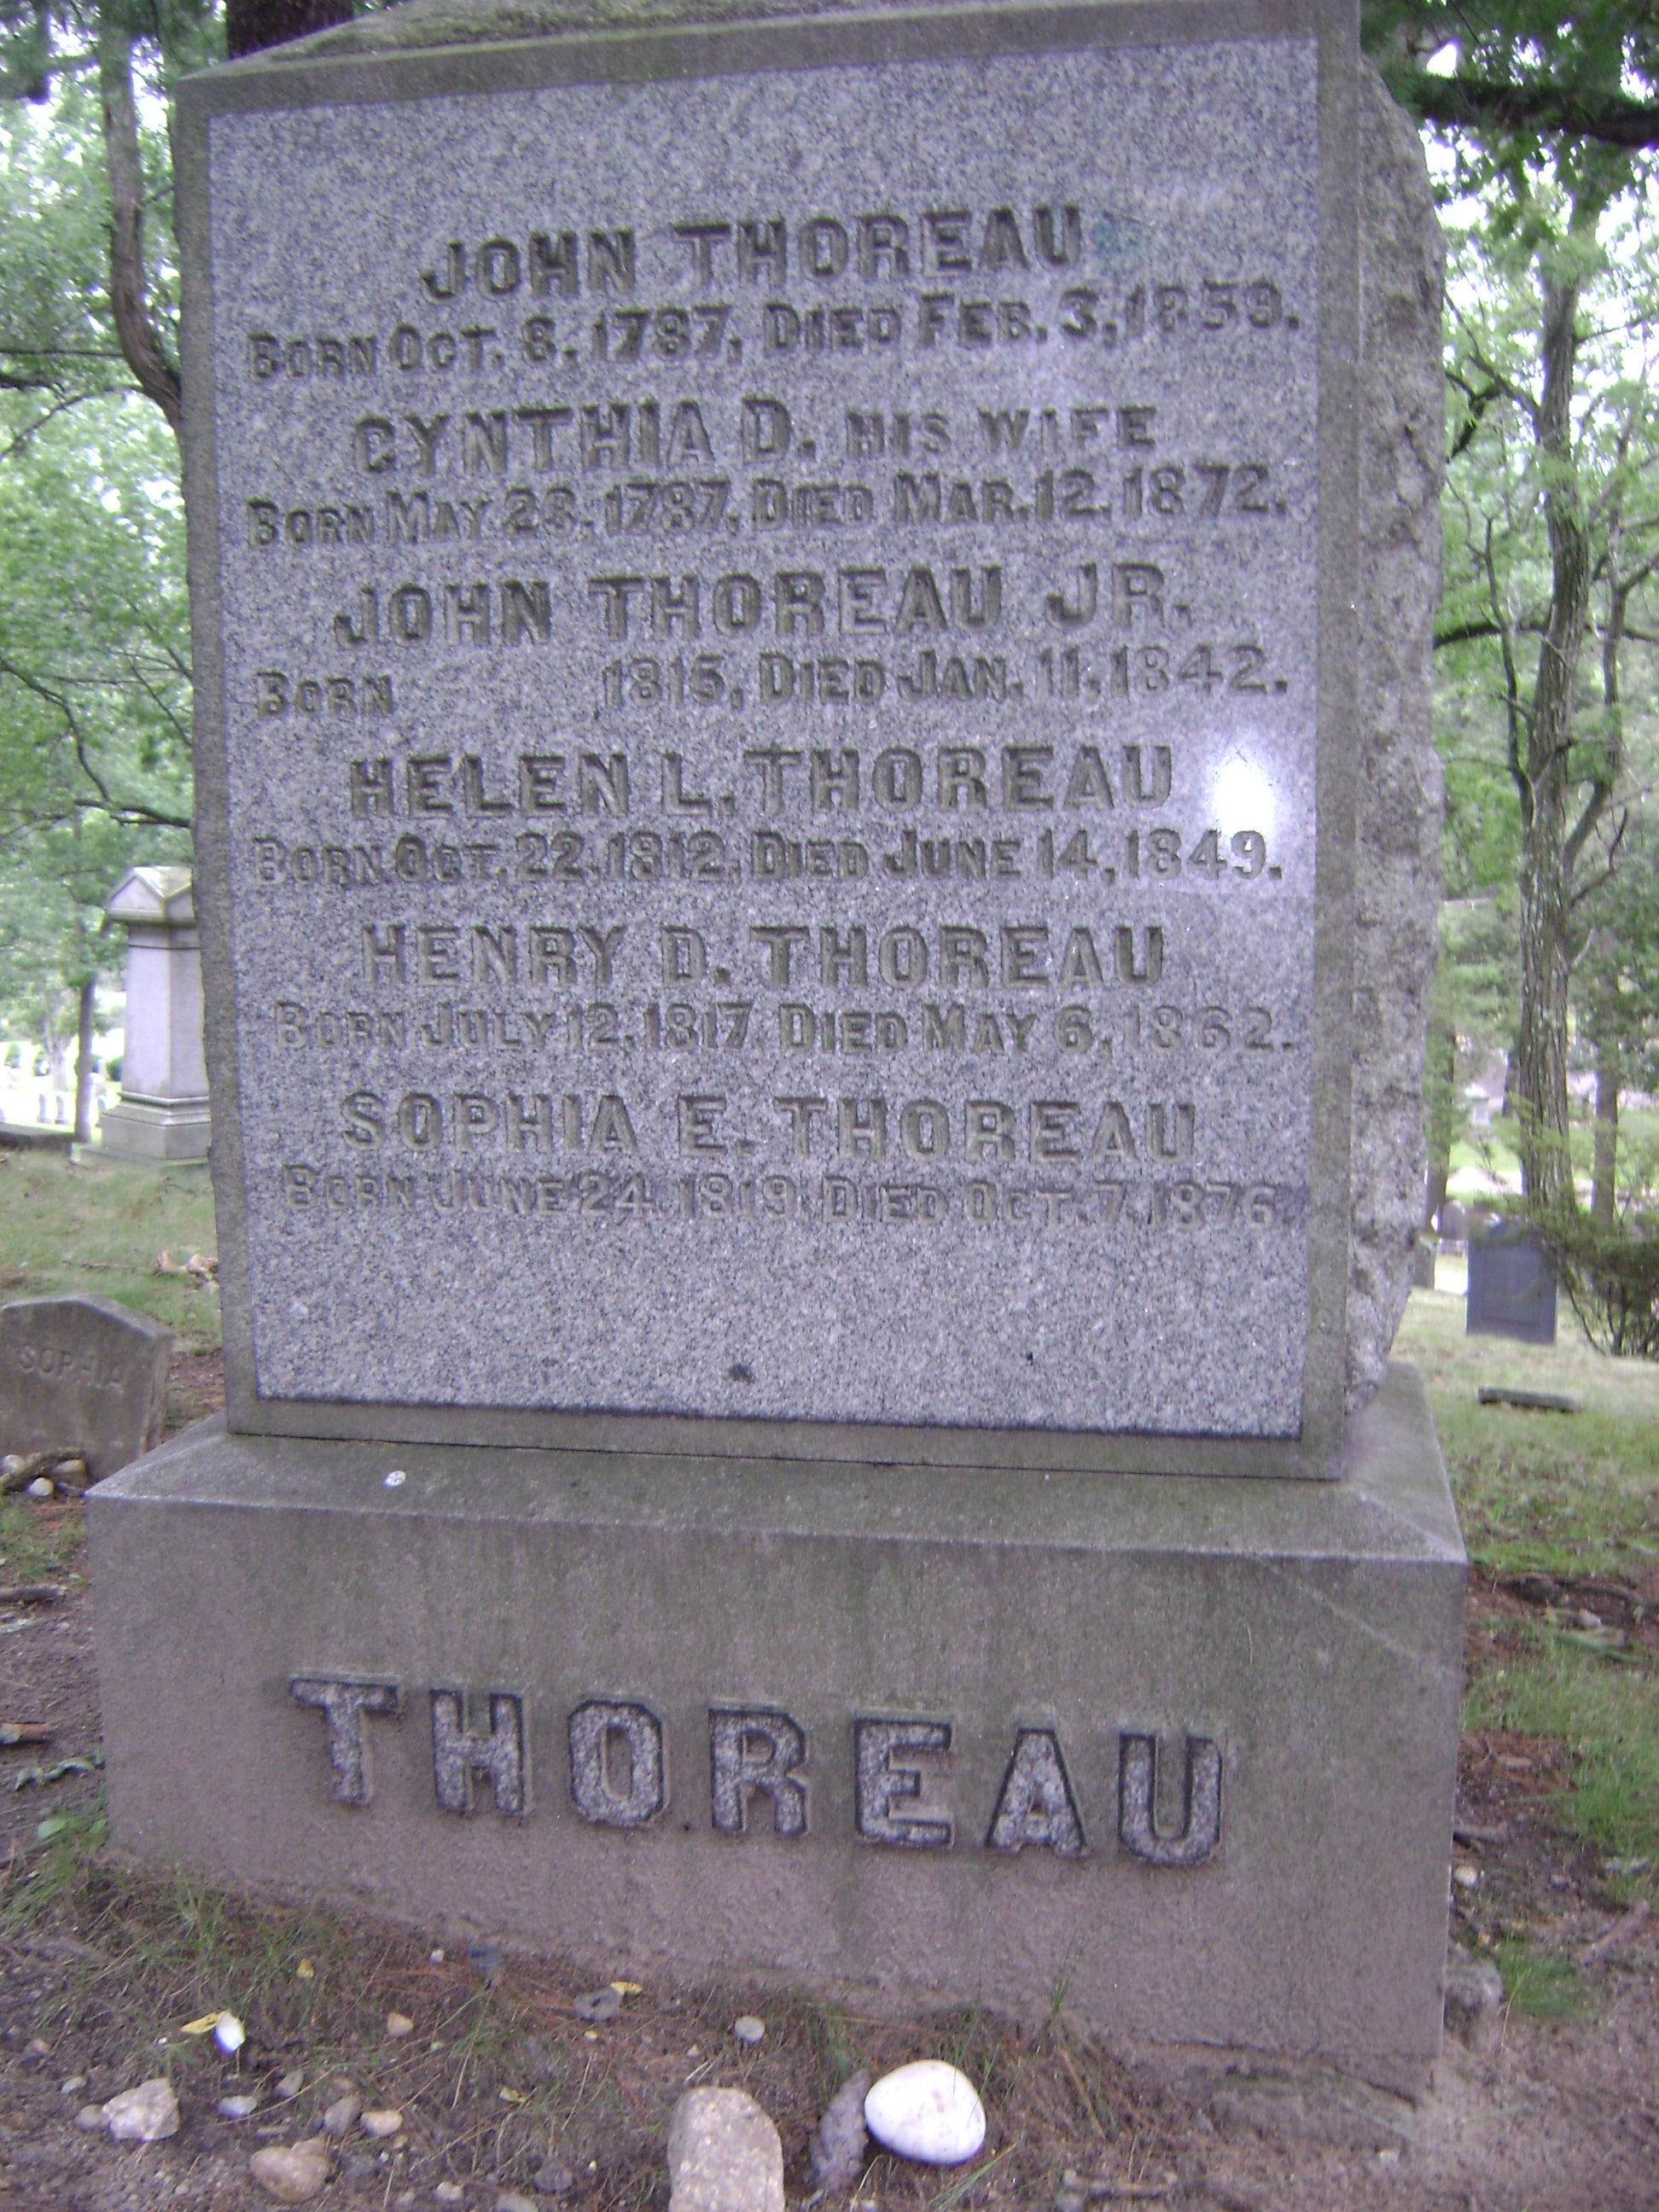 JOHN THOREAU
BORN OCT. 8, 1787, DIED FEB. 3, 1859.
CYNTHIA D. HIS WIFE
BORN MAY 28, 1787, DIED MAR. 12, 1872.
JOHN THOREAU JR.
BORN 1815, DIED JAN. 11, 1842.
HELEN L. THOREAU
BORN OCT. 22, 1812, DIED JUNE 14, 1849.
HENRY D. THOREAU
BORN JULY 12, 1817, DIED MAY 6, 1862.
SOPHIA E. THOREAU
BORN JUNE 24, 1819, DIED OCT. 7, 1876.
THOREAU
SOPHIA